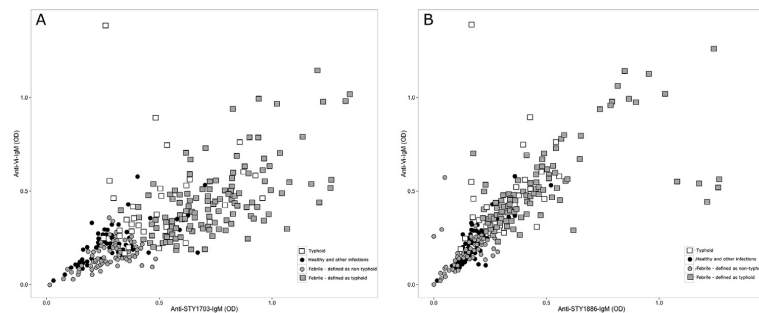 A
Anti-Vi-IgM (OD)
1.0
0.5
0.0
Typhoid
Healthy and other infections
Febrile - defined as non-typhoid
Febrile - defined as typhoid
0.0
0.5
1.0
Anti-STY1703-IgM (OD)
B
Anti-Vi-IgM (OD)
1.0
0.5
0.0
Typhoid
Healthy and other infections
Febrile - defined as non-typhoid
Febrile - defined as typhoid
0.0
0.5
1.0
Anti-STY1886-IgM (OD)